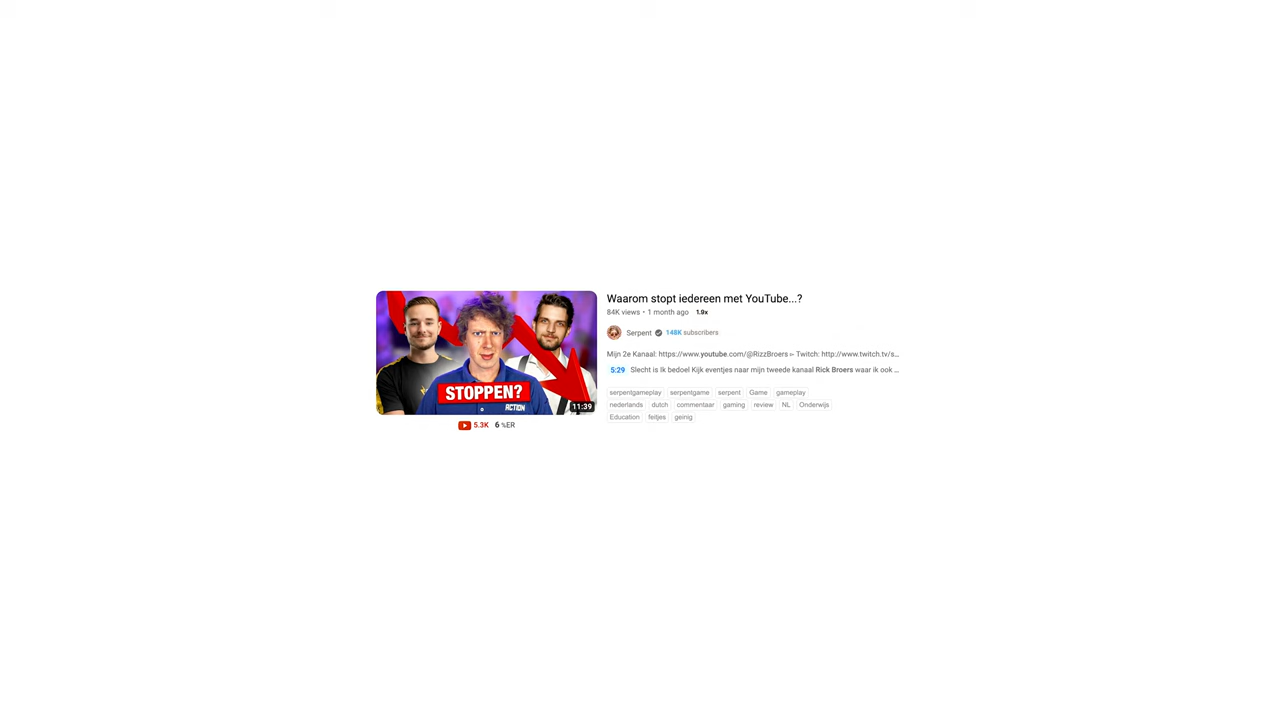 STOPPEN?
ACTION
11:39
5.3K 6 %ER
Waarom stopt iedereen met YouTube...?
84K views • 1 month ago 1.9x
Serpent 148K subscribers
Mijn 2e Kanaal: https://www.youtube.com/@RizzBroers ➳ Twitch: http://www.twitch.tv/s...
5:29 Slecht is Ik bedoel Kijk eventjes naar mijn tweede kanaal Rick Broers waar ik ook ...
serpentgameplay serpentgame serpent Game gameplay
nederlands dutch commentaar gaming review NL Onderwijs
Education feitjes geinig